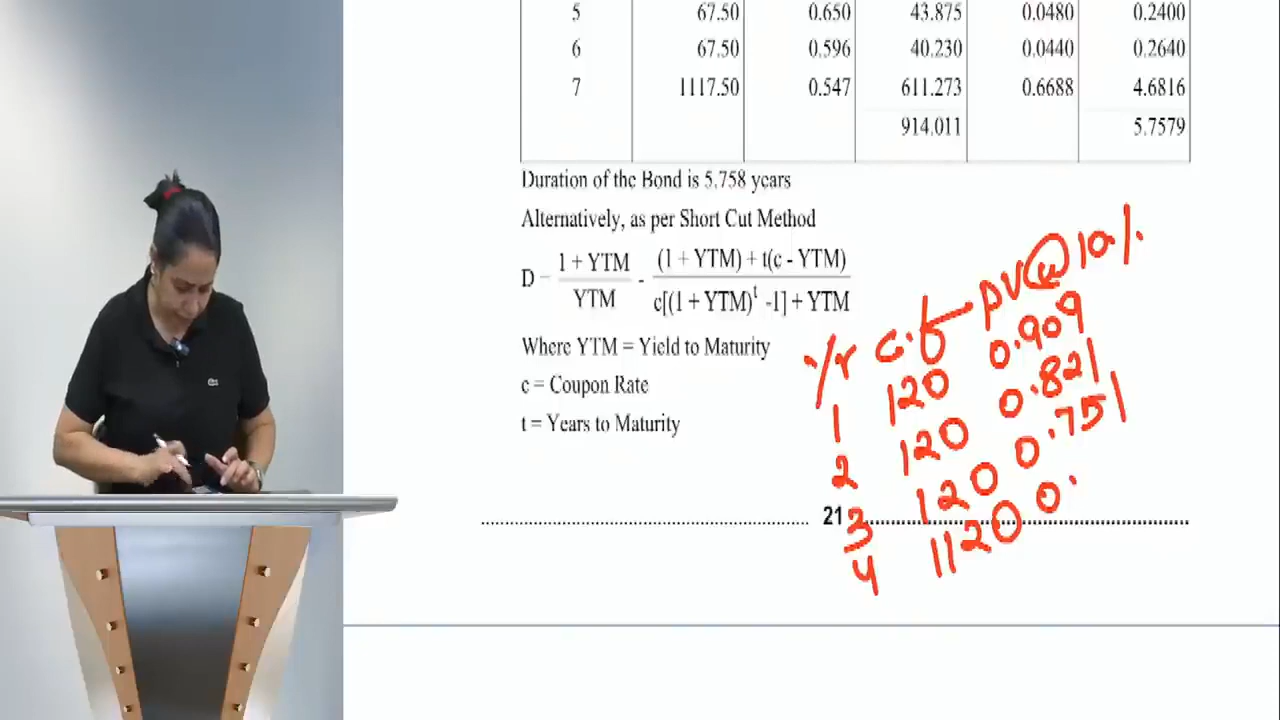 5 67.50 0.650 43.875 0.0480 0.2400
6 67.50 0.596 40.230 0.0440 0.2640
7 1117.50 0.547 611.273 0.6688 4.6816
914.011 5.7579
Duration of the Bond is 5.758 years
Alternatively, as per Short Cut Method
D = 1 + YTM / YTM - (1 + YTM) + t(c - YTM) / c[(1 + YTM)^t -1] + YTM
Where YTM = Yield to Maturity
c = Coupon Rate
t = Years to Maturity
Yr c.f PV@10%.
1 120 0.909
2 120 0.821
3 120 0.751
4 1120 0.
21